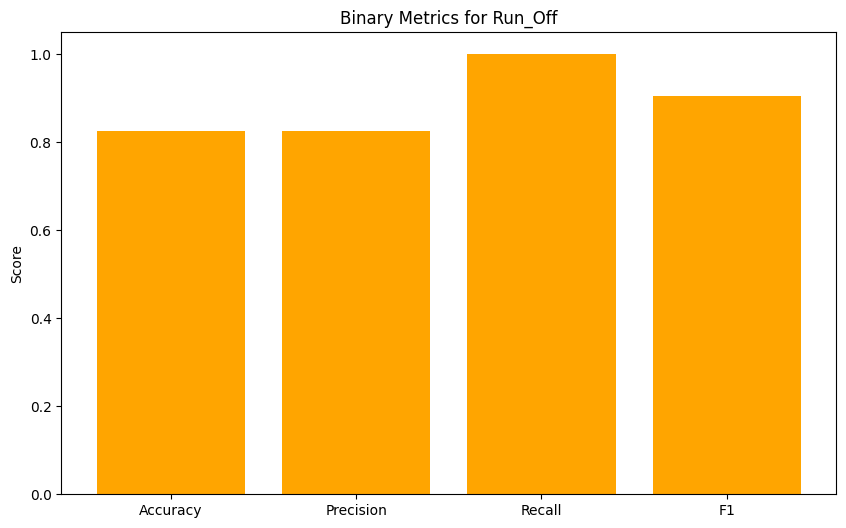 Binary Metrics for Run_Off
Score
1.0
0.8
0.6
0.4
0.2
0.0
Accuracy
Precision
Recall
F1